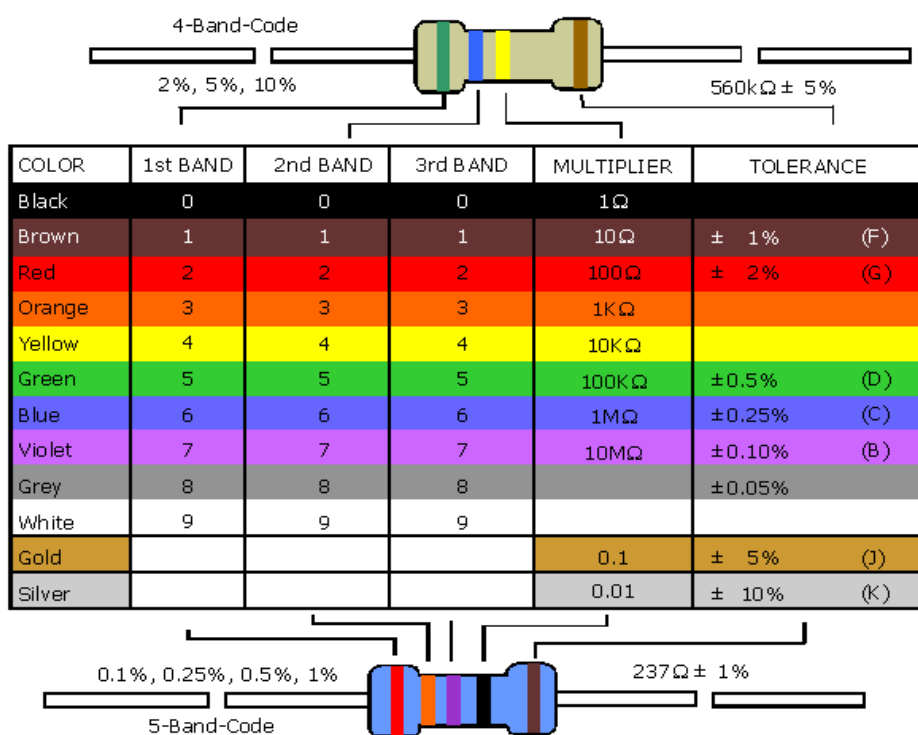 4-Band-Code
2%, 5%, 10%
560kΩ ± 5%
COLOR 1st BAND 2nd BAND 3rd BAND MULTIPLIER TOLERANCE
Black 0 0 0 1Ω
Brown 1 1 1 10Ω ± 1% (F)
Red 2 2 2 100Ω ± 2% (G)
Orange 3 3 3 1KΩ
Yellow 4 4 4 10KΩ
Green 5 5 5 100KΩ ±0.5% (D)
Blue 6 6 6 1MΩ ±0.25% (C)
Violet 7 7 7 10MΩ ±0.10% (B)
Grey 8 8 8 ±0.05%
White 9 9 9
Gold 0.1 ± 5% (J)
Silver 0.01 ± 10% (K)
0.1%, 0.25%, 0.5%, 1%
237Ω ± 1%
5-Band-Code